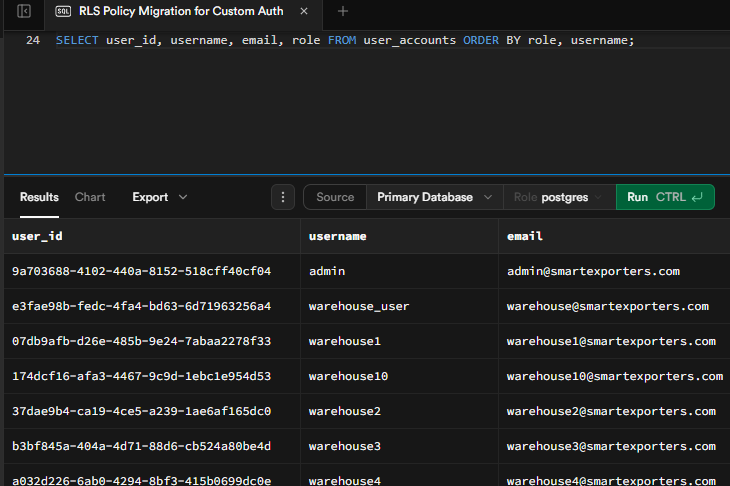 SQL RLS Policy Migration for Custom Auth × +
24 SELECT user_id, username, email, role FROM user_accounts ORDER BY role, username;
Results Chart Export Source Primary Database Role postgres Run CTRL
user_id username email
9a703688-4102-440a-8152-518cff40cf04 admin admin@smartexporters.com
e3fae98b-fedc-4fa4-bd63-6d71963256a4 warehouse_user warehouse@smartexporters.com
07db9afb-d26e-485b-9e24-7abaa2278f33 warehouse1 warehouse1@smartexporters.com
174dcf16-afa3-4467-9c9d-1ebc1e954d53 warehouse10 warehouse10@smartexporters.com
37dae9b4-ca19-4ce5-a239-1ae6af165dc0 warehouse2 warehouse2@smartexporters.com
b3bf845a-404a-4d71-88d6-cb524a80be4d warehouse3 warehouse3@smartexporters.com
a032d226-6ab0-4294-8bf3-415b0699dc0e warehouse4 warehouse4@smartexporters.com